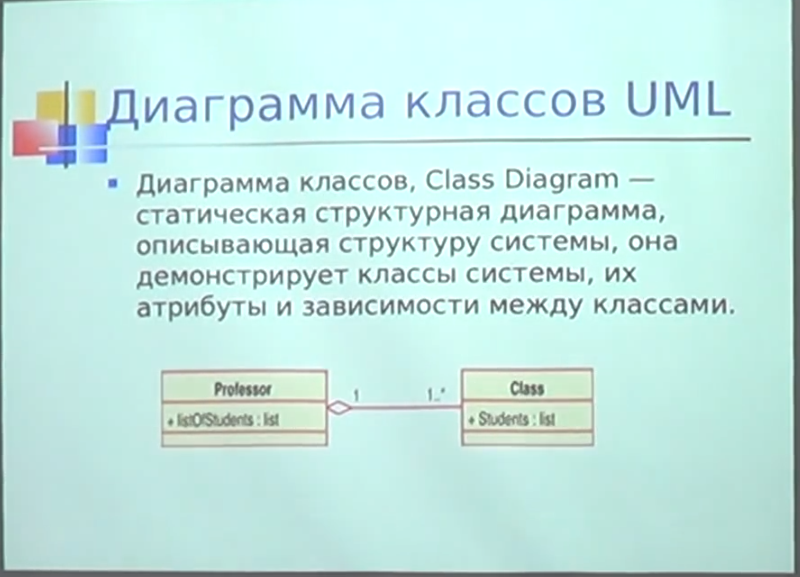 Диаграмма классов UML
Диаграмма классов, Class Diagram —
статическая структурная диаграмма,
описывающая структуру системы, она
демонстрирует классы системы, их
атрибуты и зависимости между классами.
Professor
+ listOfStudents : list
1
1..*
Class
+ Students : list